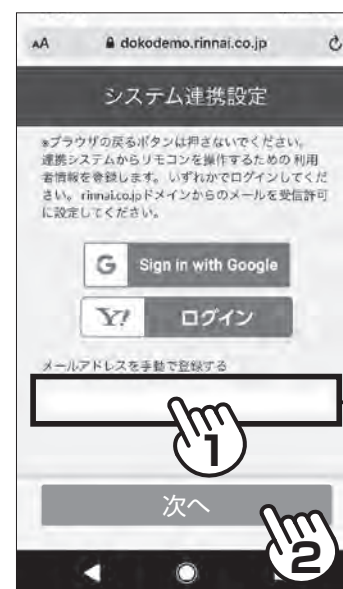 AA dokodemo.rinnai.co.jp
システム連携設定
※ブラウザの戻るボタンは押さないでください。
連携システムからリモコンを操作するための 利用
者情報を登録します。 いずれかでログインしてくだ
さい。 rinnai.co.jpドメインからのメールを受信許可
に設定してください。
G Sign in with Google
Y! ログイン
メールアドレスを手動で登録する
1
次へ
2